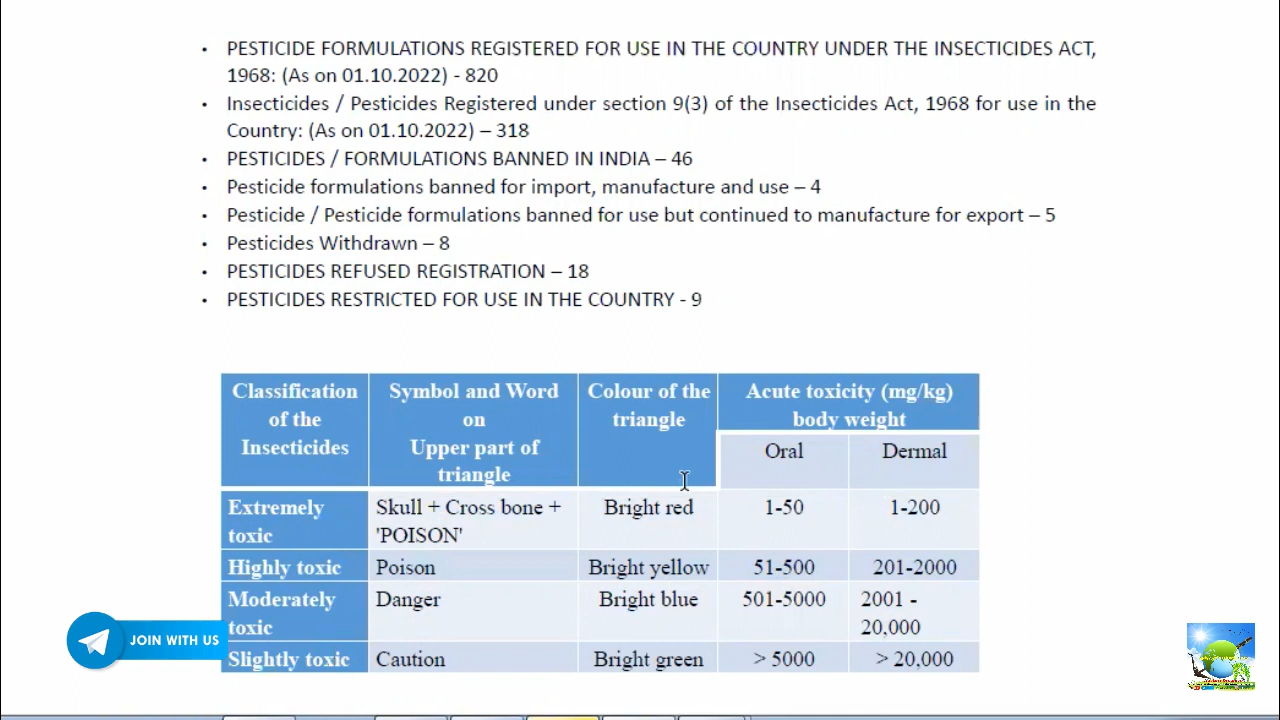 • PESTICIDE FORMULATIONS REGISTERED FOR USE IN THE COUNTRY UNDER THE INSECTICIDES ACT,
1968: (As on 01.10.2022) - 820
• Insecticides / Pesticides Registered under section 9(3) of the Insecticides Act, 1968 for use in the
Country: (As on 01.10.2022) – 318
• PESTICIDES / FORMULATIONS BANNED IN INDIA – 46
• Pesticide formulations banned for import, manufacture and use – 4
• Pesticide / Pesticide formulations banned for use but continued to manufacture for export – 5
• Pesticides Withdrawn – 8
• PESTICIDES REFUSED REGISTRATION – 18
• PESTICIDES RESTRICTED FOR USE IN THE COUNTRY - 9
Classification Symbol and Word Colour of the Acute toxicity (mg/kg)
of the on triangle body weight
Insecticides Upper part of Oral Dermal
triangle
Extremely Skull + Cross bone + Bright red 1-50 1-200
toxic 'POISON'
Highly toxic Poison Bright yellow 51-500 201-2000
Moderately Danger Bright blue 501-5000 2001 -
toxic 20,000
JOIN WITH US
Slightly toxic Caution Bright green > 5000 > 20,000